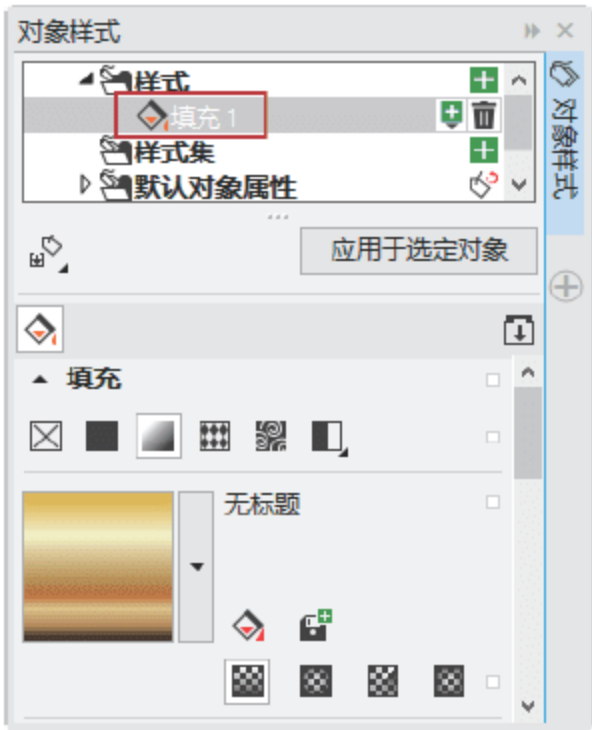 对象样式
样式
填充 1
样式集
默认对象属性
对象样式
应用于选定对象
填充
无标题